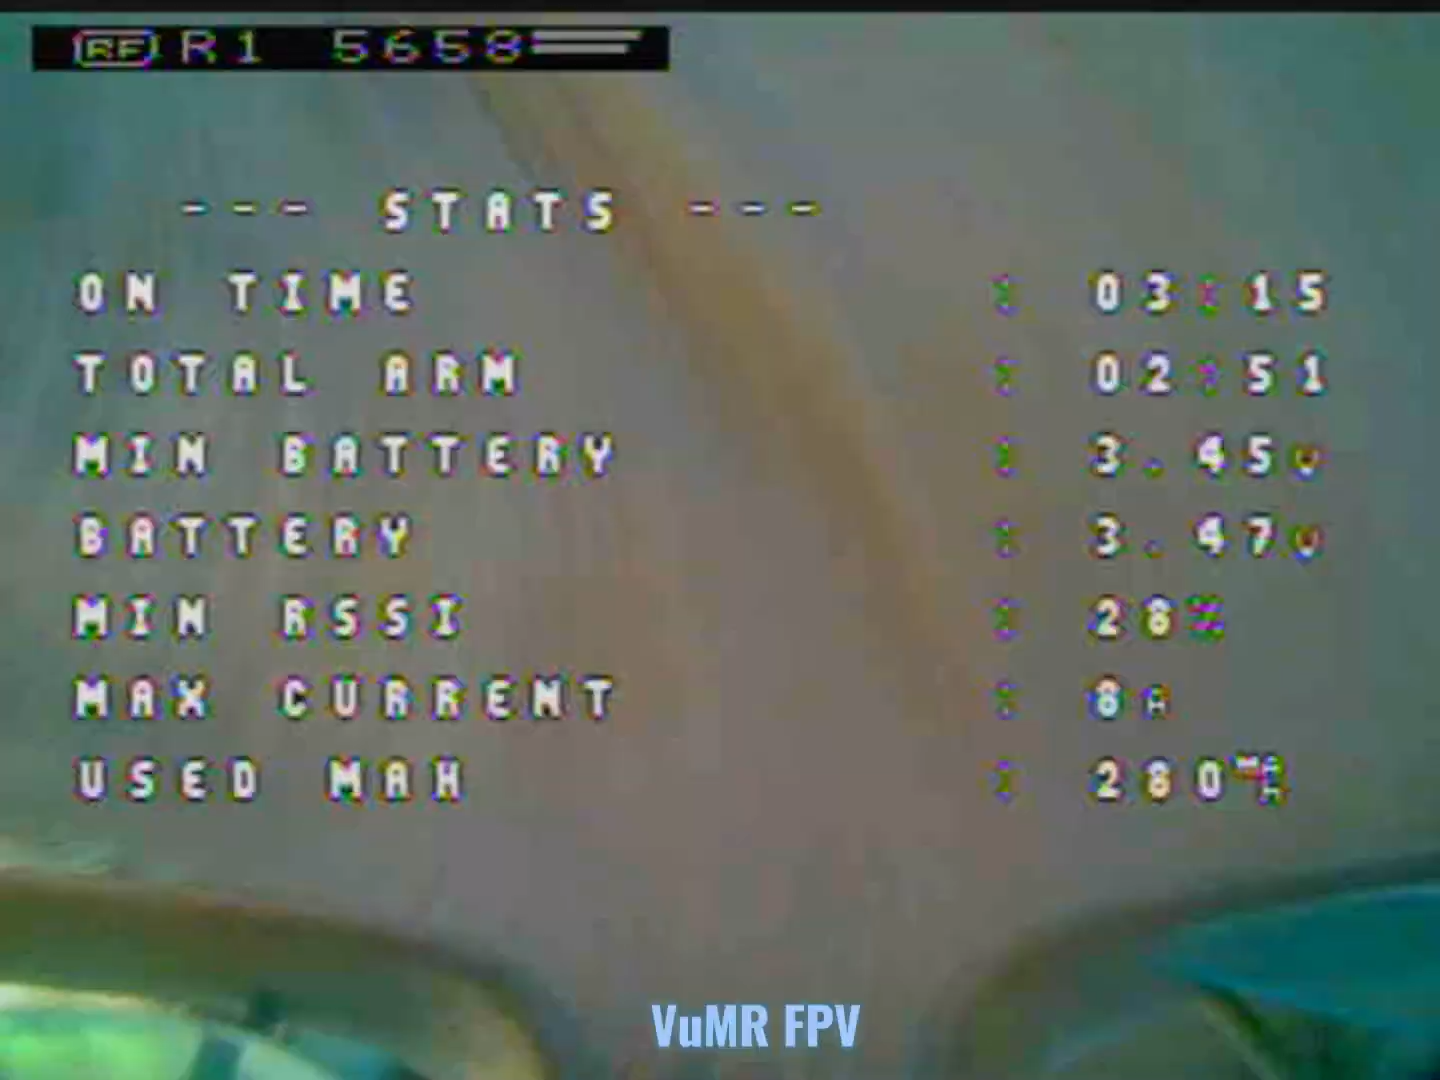 RF R1 5658
--- STATS ---
ON TIME : 03:15
TOTAL ARM : 02:51
MIN BATTERY : 3.45V
BATTERY : 3.47V
MIN RSSI : 28%
MAX CURRENT : 8A
USED MAH : 280MAH
VuMR FPV